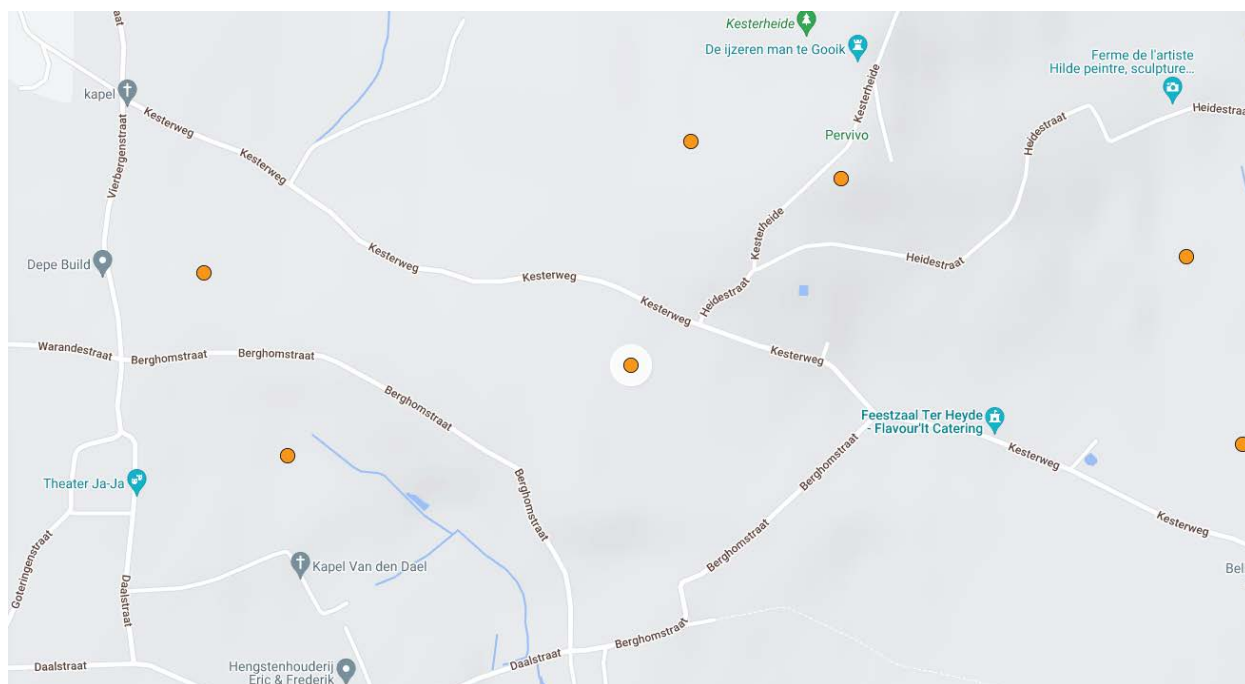 Kesterheide
De ijzeren man te Gooik
Ferme de l'artiste
Hilde peintre, sculpture...
kapel
Kesterweg
Vierbergenstraat
Kesterheide
Pervivo
Heidestraat
Heidestraat
Kesterweg
Kesterheide
Depe Build
Kesterweg
Kesterweg
Heidestraat
Heidestraat
Kesterweg
Warandestraat
Berghomstraat
Berghomstraat
Kesterweg
Berghomstraat
Feestzaal Ter Heyde
- Flavour'It Catering
Kesterweg
Theater Ja-Ja
Berghomstraat
Berghomstraat
Kesterweg
Goteringenstraat
Berghomstraat
Kapel Van den Dael
Bel
Daalstraat
Berghomstraat
Daalstraat
Daalstraat
Hengstenhouderij
Eric & Frederik